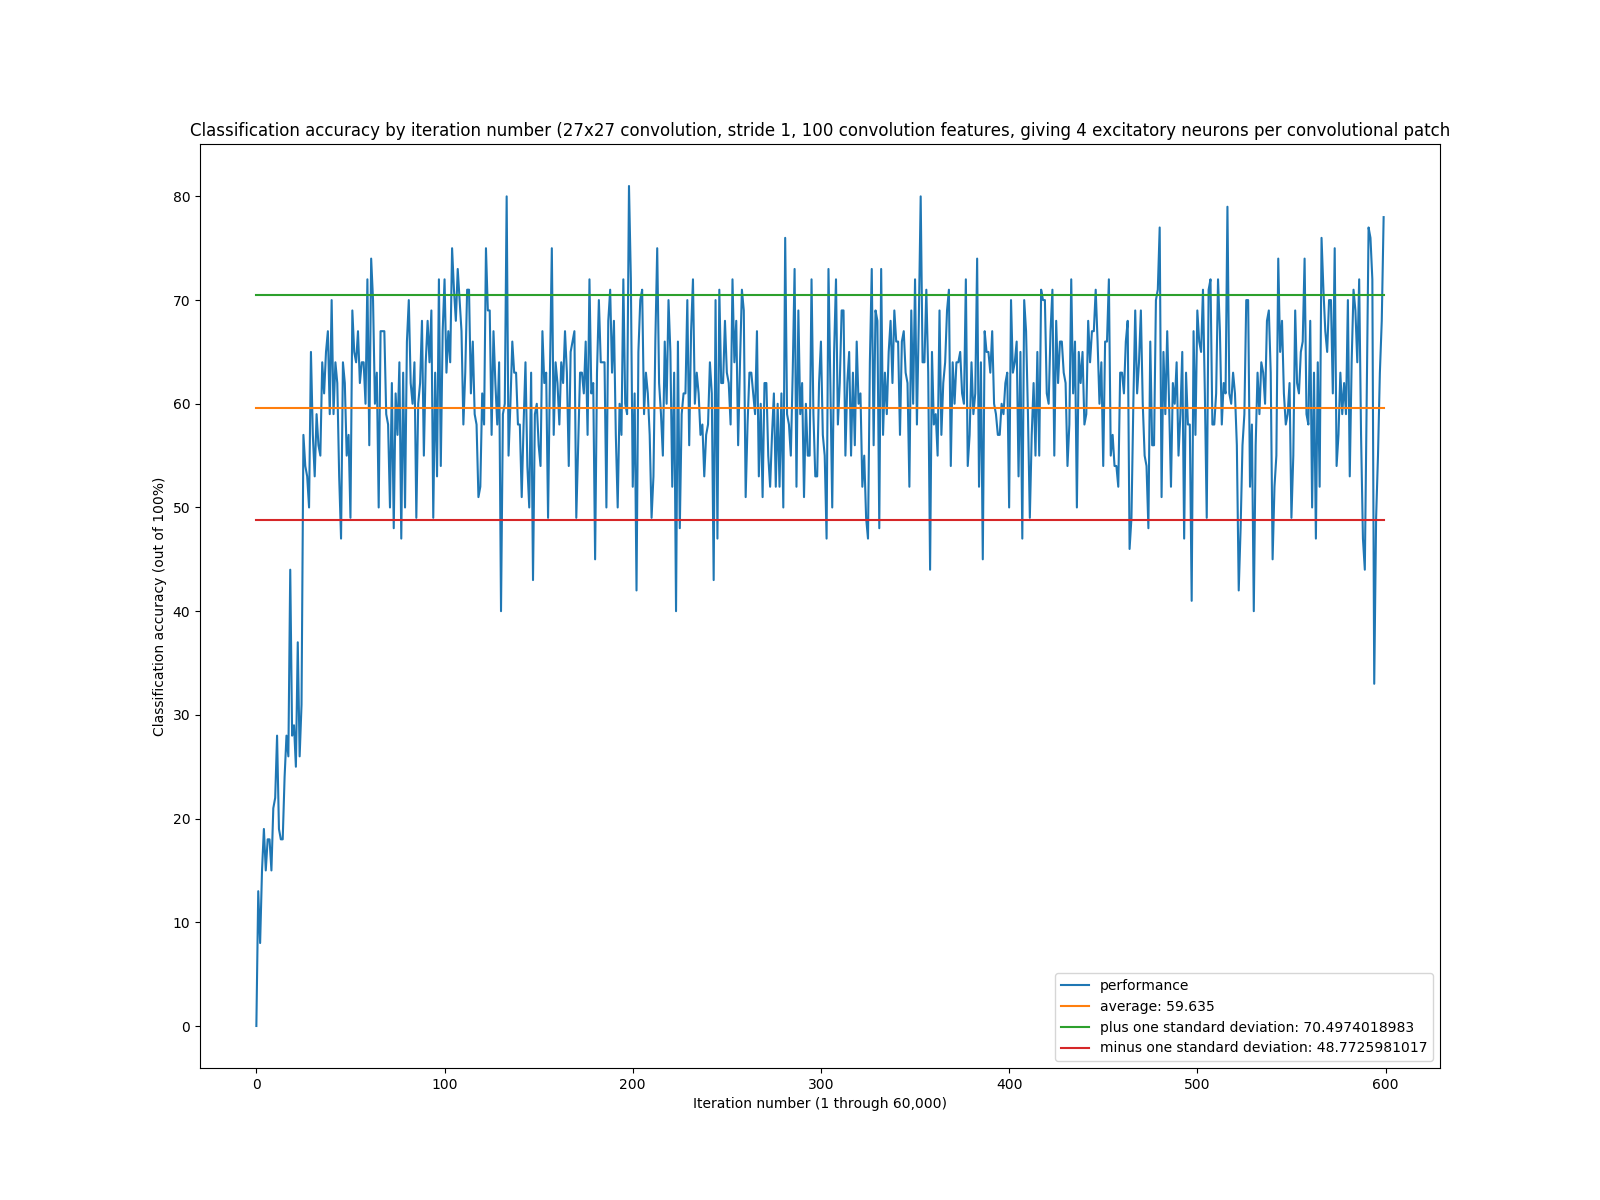 Classification accuracy by iteration number (27x27 convolution, stride 1, 100 convolution features, giving 4 excitatory neurons per convolutional patch
80
70
60
50
40
30
20
10
0
Classification accuracy (out of 100%)
performance
average: 59.635
plus one standard deviation: 70.4974018983
minus one standard deviation: 48.7725981017
0 100 200 300 400 500 600
Iteration number (1 through 60,000)